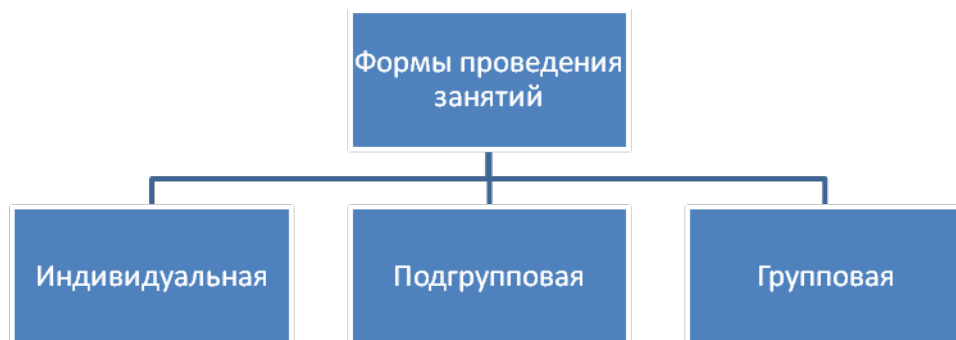 Формы проведения
занятий
Индивидуальная
Подгрупповая
Групповая